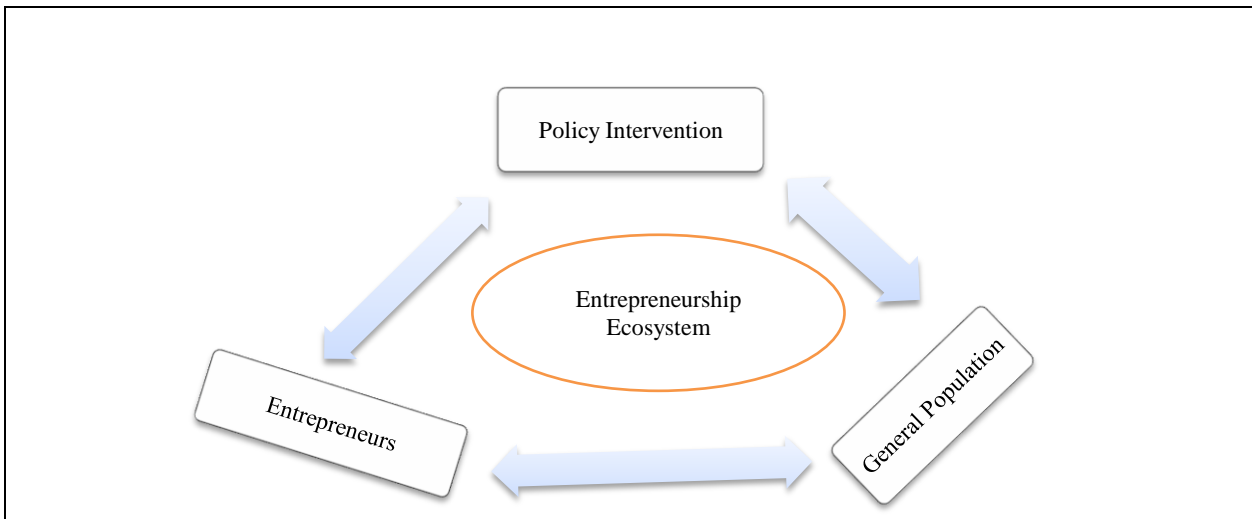 Policy Intervention
Entrepreneurship
Ecosystem
Entrepreneurs
General Population